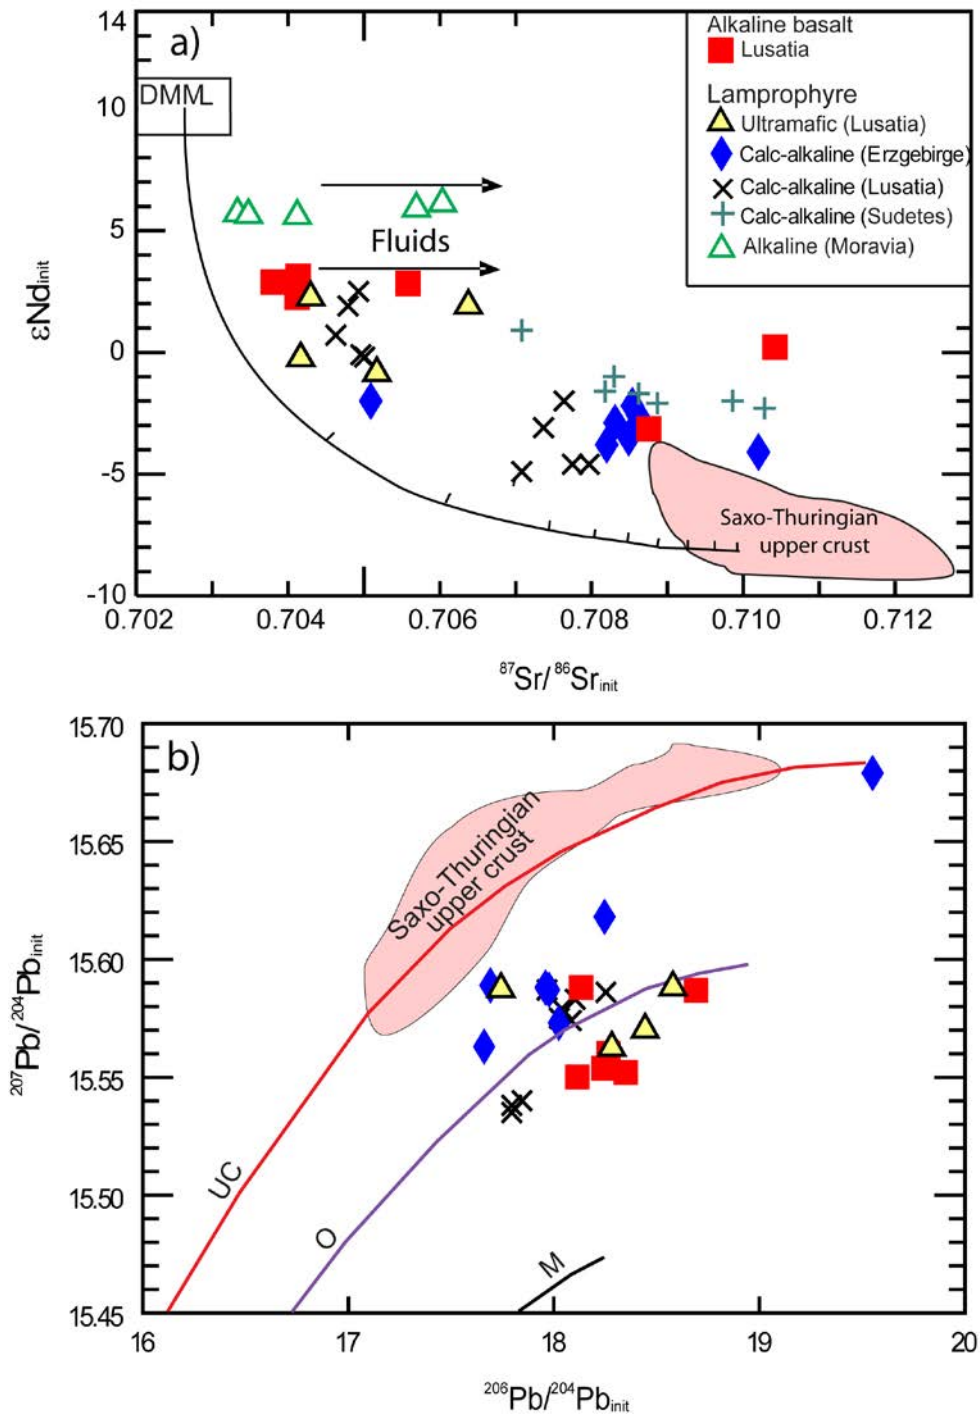 a)
14
10
5
0
-5
-10
εNdinit
DMML
Fluids
Saxo-Thuringian
upper crust
Alkaline basalt
Lusatia
Lamprophyre
Ultramafic (Lusatia)
Calc-alkaline (Erzgebirge)
Calc-alkaline (Lusatia)
Calc-alkaline (Sudetes)
Alkaline (Moravia)
0.702 0.704 0.706 0.708 0.710 0.712
87Sr/86Srinit
b)
15.70
15.65
15.60
15.55
15.50
15.45
207Pb/204Pbinit
Saxo-Thuringian
upper crust
UC
O
M
16 17 18 19 20
206Pb/204Pbinit